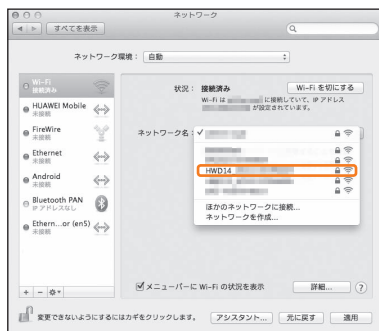 ネットワーク
すべてを表示
ネットワーク環境： 自動
Wi-Fi
接続済み
HUAWEI Mobile
未接続
FireWire
未接続
Ethernet
未接続
Android
未接続
Bluetooth PAN
IP アドレスなし
Ethern...or (en5)
未接続
状況： 接続済み
Wi-Fi を切にする
Wi-Fi は に接続していて、IP アドレス
が設定されています。
ネットワーク名：
HWD14
ほかのネットワークに接続...
ネットワークを作成...
メニューバーに Wi-Fi の状況を表示
詳細...
?
変更できないようにするにはカギをクリックします。
アシスタント...
元に戻す
適用